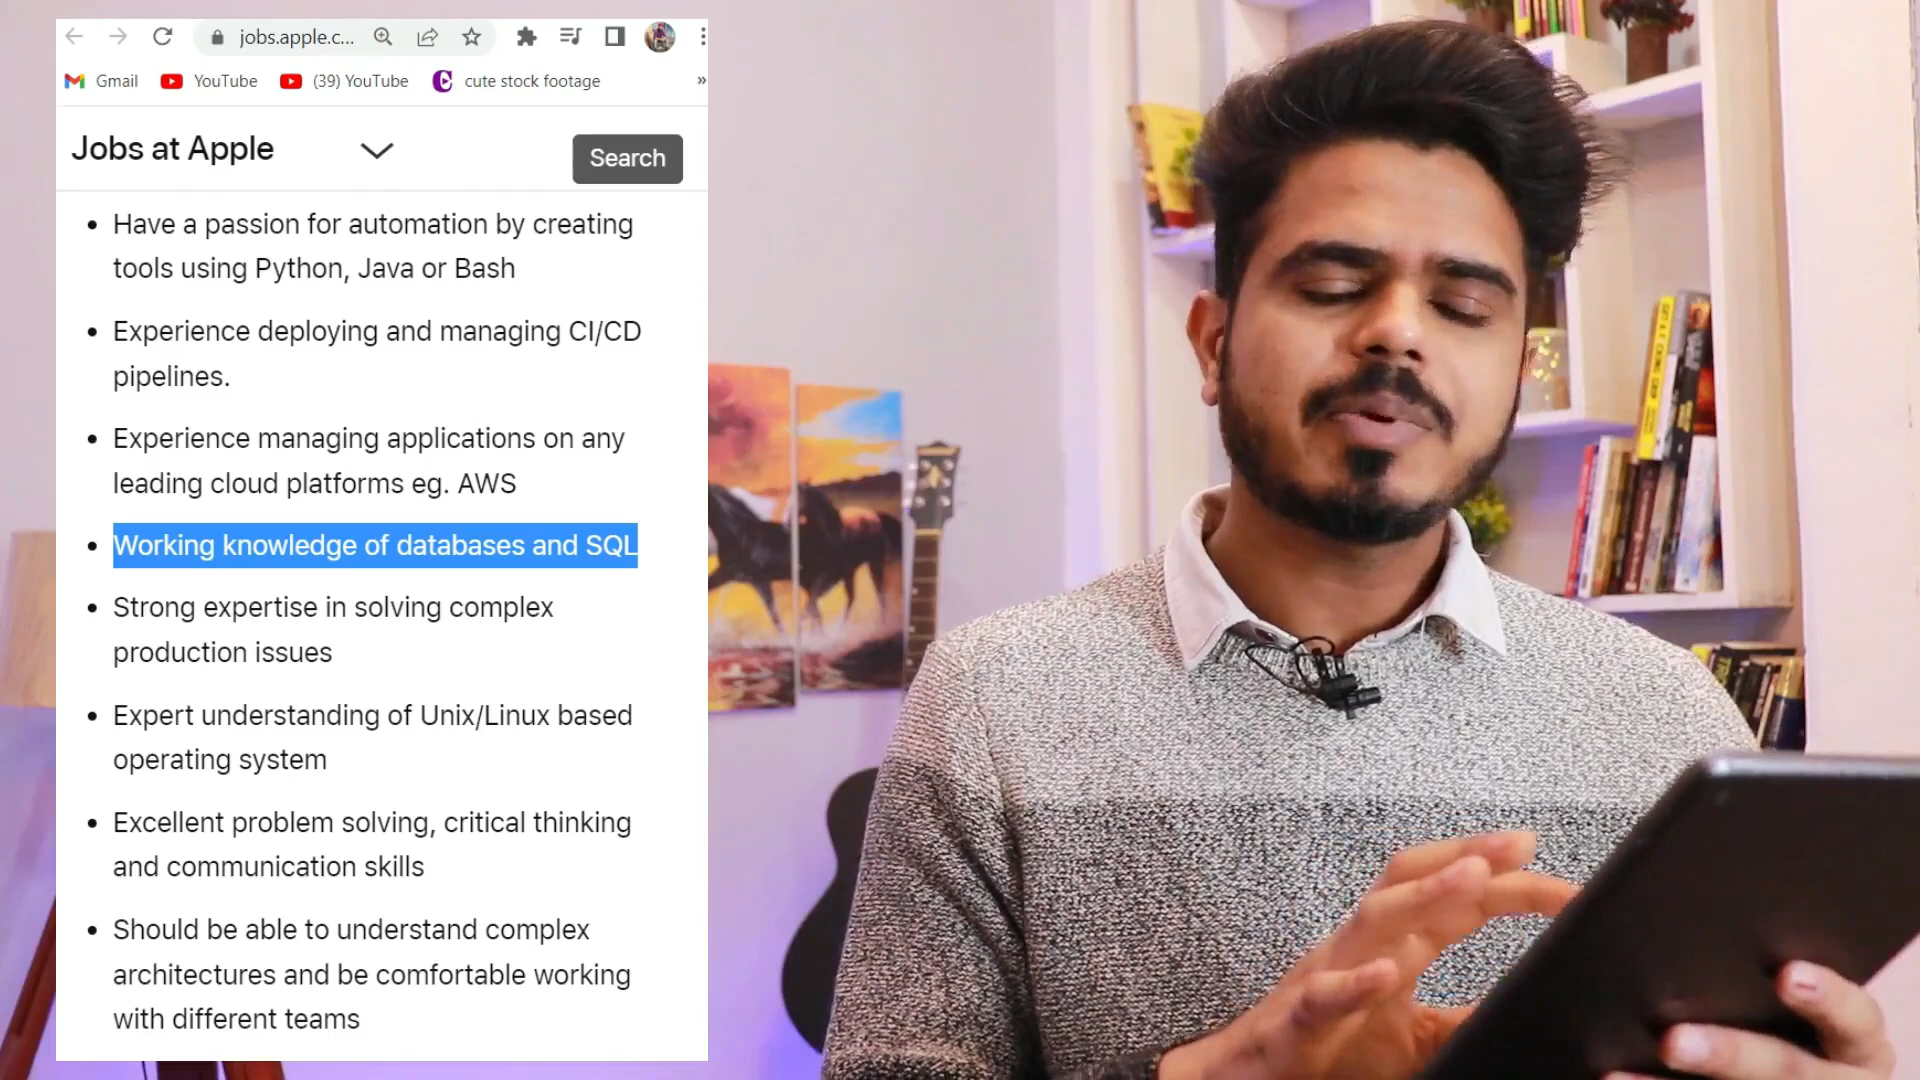 jobs.apple.c...
Gmail YouTube (39) YouTube cute stock footage »
Jobs at Apple
Search
• Have a passion for automation by creating
tools using Python, Java or Bash
• Experience deploying and managing CI/CD
pipelines.
• Experience managing applications on any
leading cloud platforms eg. AWS
• Working knowledge of databases and SQL
• Strong expertise in solving complex
production issues
• Expert understanding of Unix/Linux based
operating system
• Excellent problem solving, critical thinking
and communication skills
• Should be able to understand complex
architectures and be comfortable working
with different teams